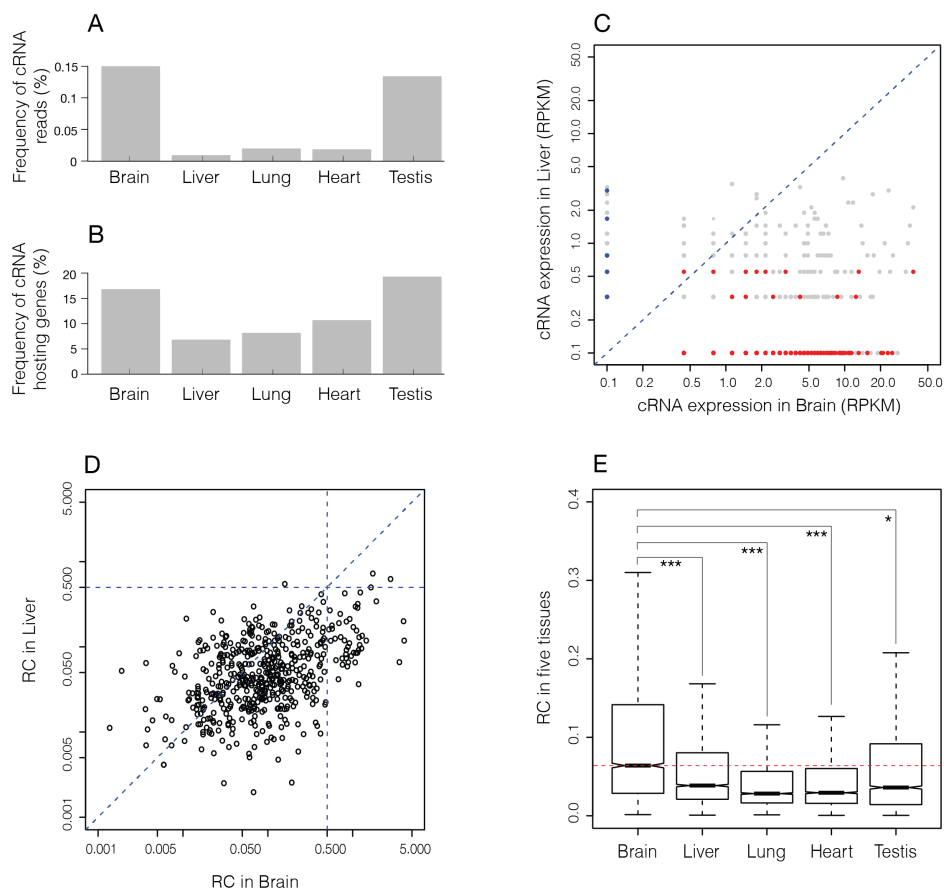 A
Frequency of cRNA
reads (%)
0.15
0.1
0.05
0
Brain Liver Lung Heart Testis
B
Frequency of cRNA
hosting genes (%)
20
15
10
5
0
Brain Liver Lung Heart Testis
C
cRNA expression in Liver (RPKM)
50.0
10.0
5.0
2.0
1.0
0.5
0.2
0.1
0.1 0.2 0.5 1.0 2.0 5.0 10.0 20.0 50.0
cRNA expression in Brain (RPKM)
D
RC in Liver
5.000
0.500
0.050
0.005
0.001
0.001 0.005 0.050 0.500 5.000
RC in Brain
E
RC in five tissues
0.4
0.3
0.2
0.1
0.0
*
***
***
***
Brain Liver Lung Heart Testis